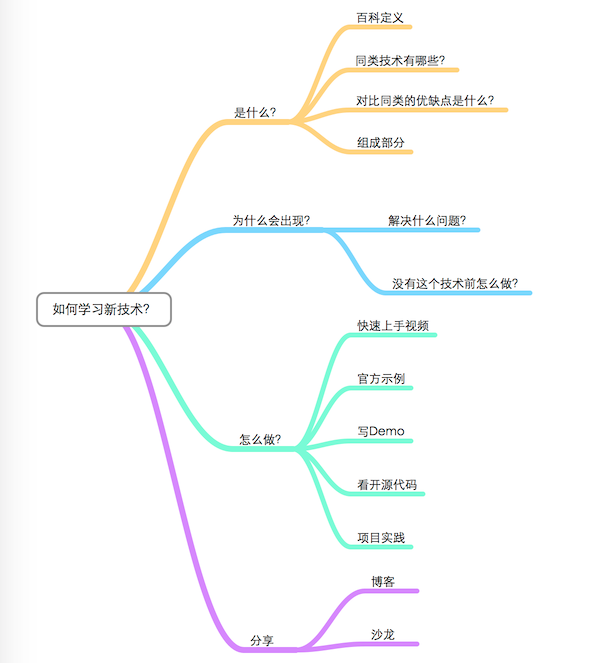 如何学习新技术？
是什么？
百科定义
同类技术有哪些？
对比同类的优缺点是什么？
组成部分
为什么会出现？
解决什么问题？
没有这个技术前怎么做？
怎么做？
快速上手视频
官方示例
写Demo
看开源代码
项目实践
分享
博客
沙龙